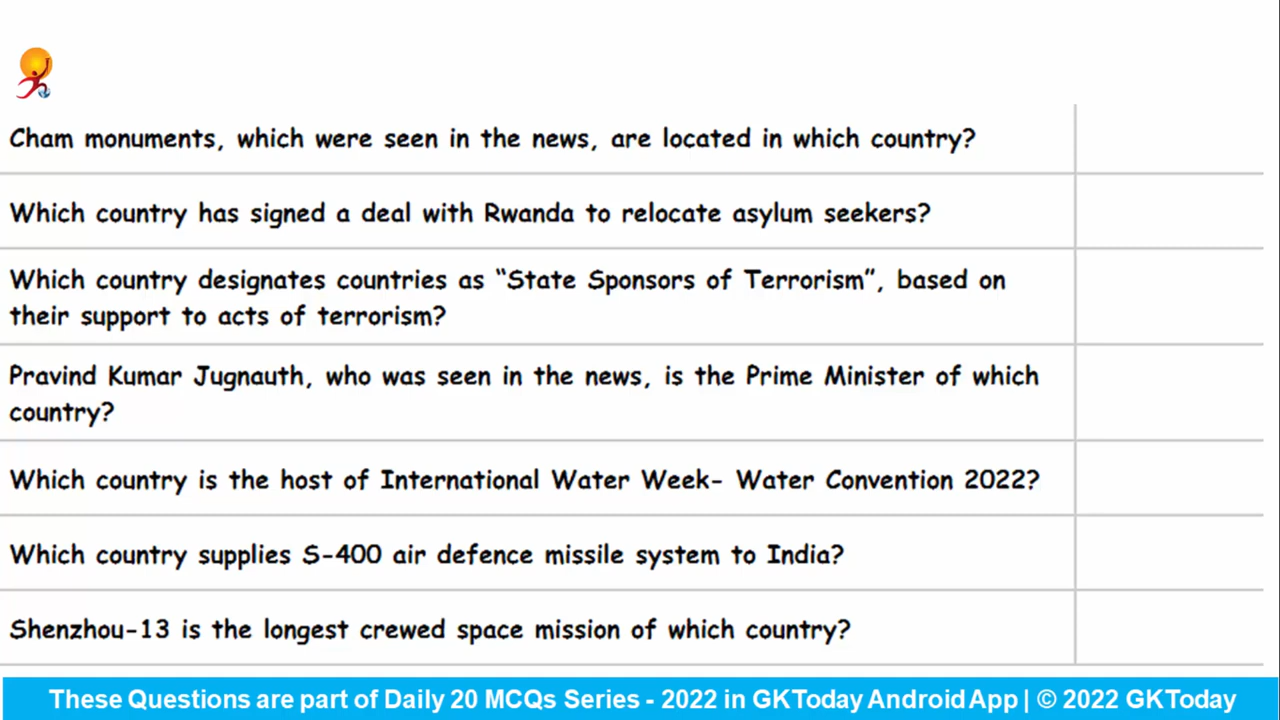 Cham monuments, which were seen in the news, are located in which country?
Which country has signed a deal with Rwanda to relocate asylum seekers?
Which country designates countries as “State Sponsors of Terrorism”, based on
their support to acts of terrorism?
Pravind Kumar Jugnauth, who was seen in the news, is the Prime Minister of which
country?
Which country is the host of International Water Week- Water Convention 2022?
Which country supplies S-400 air defence missile system to India?
Shenzhou-13 is the longest crewed space mission of which country?
These Questions are part of Daily 20 MCQs Series - 2022 in GKToday Android App | © 2022 GKToday